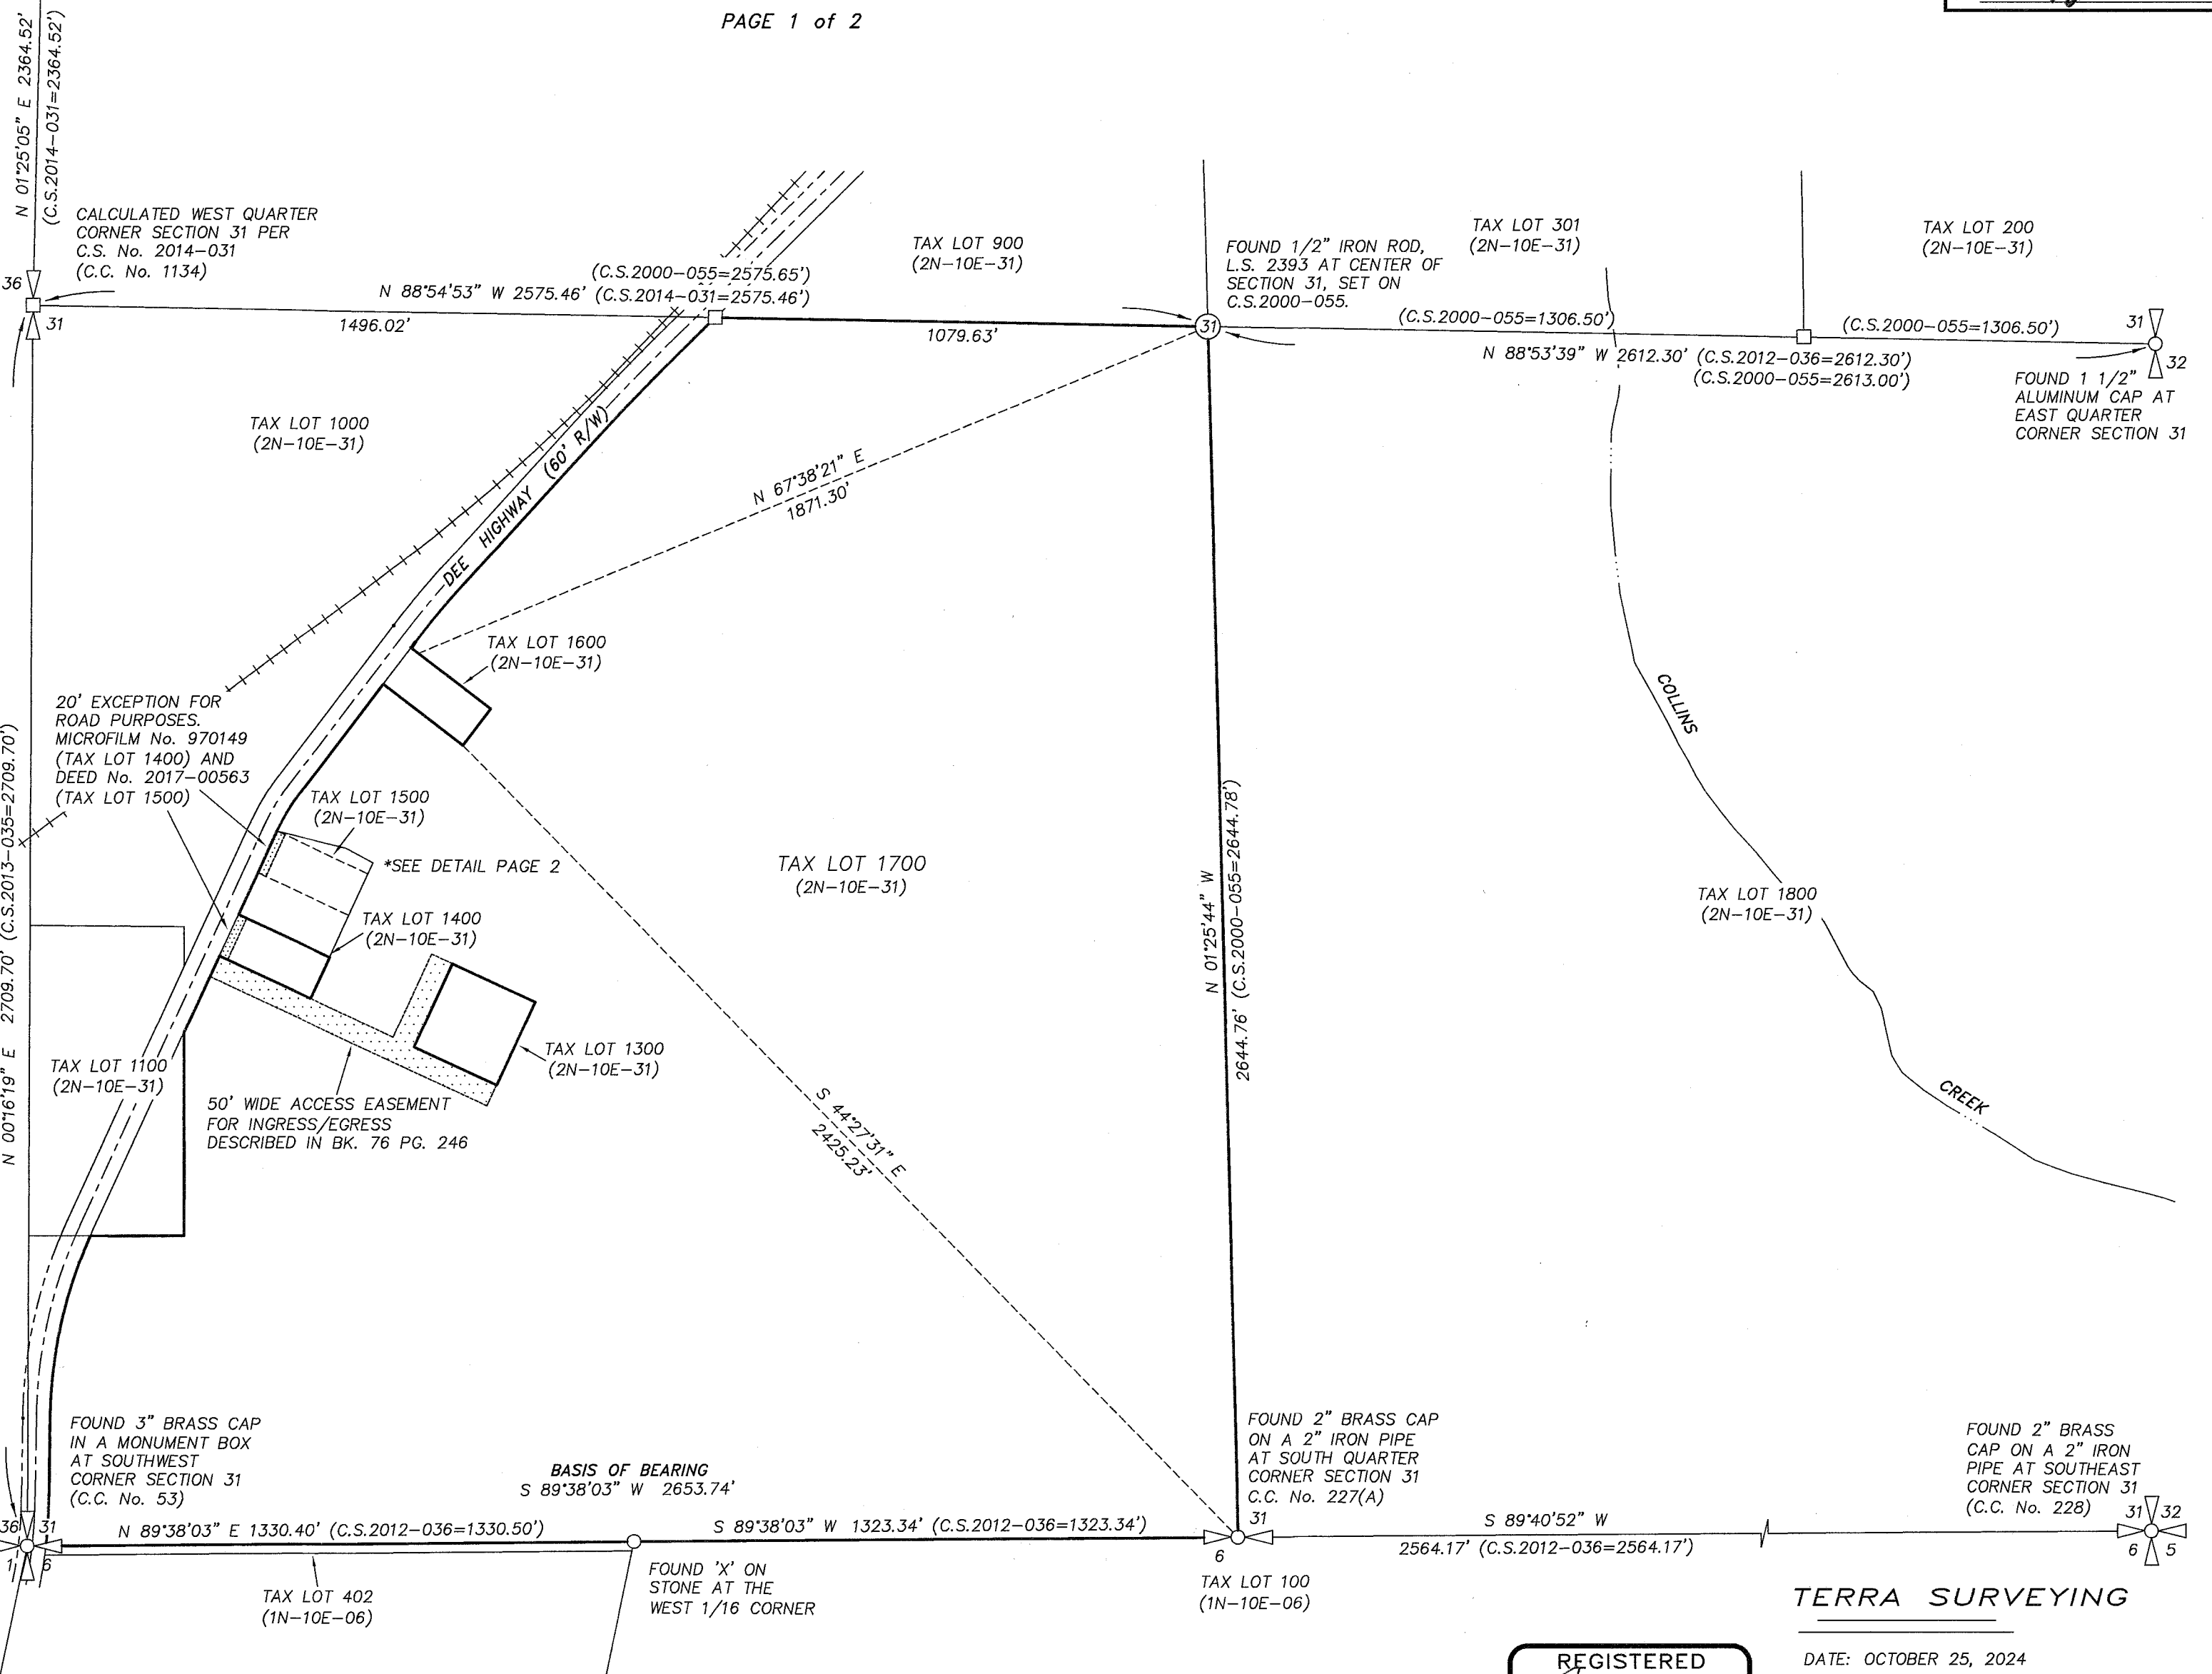 PAGE 1 of 2
N 01°25'05" E 2364.52'
(C.S.2014-031=2364.52')
CALCULATED WEST QUARTER
CORNER SECTION 31 PER
C.S. No. 2014-031
(C.C. No. 1134)
36
31
(C.S.2000-055=2575.65')
N 88°54'53" W 2575.46' (C.S.2014-031=2575.46')
1496.02'
1079.63'
TAX LOT 900
(2N-10E-31)
FOUND 1/2" IRON ROD,
L.S. 2393 AT CENTER OF
SECTION 31, SET ON
C.S.2000-055.
31
TAX LOT 301
(2N-10E-31)
TAX LOT 200
(2N-10E-31)
(C.S.2000-055=1306.50')
(C.S.2000-055=1306.50')
N 88°53'39" W 2612.30' (C.S.2012-036=2612.30')
(C.S.2000-055=2613.00')
31
32
FOUND 1 1/2"
ALUMINUM CAP AT
EAST QUARTER
CORNER SECTION 31
TAX LOT 1000
(2N-10E-31)
DEE HIGHWAY (60' R/W)
N 67°38'21" E
1871.30'
TAX LOT 1600
(2N-10E-31)
20' EXCEPTION FOR
ROAD PURPOSES.
MICROFILM No. 970149
(TAX LOT 1400) AND
DEED No. 2017-00563
(TAX LOT 1500)
TAX LOT 1500
(2N-10E-31)
*SEE DETAIL PAGE 2
TAX LOT 1400
(2N-10E-31)
TAX LOT 1700
(2N-10E-31)
COLLINS
TAX LOT 1800
(2N-10E-31)
CREEK
N 01°25'44" W
2644.76' (C.S.2000-055=2644.78')
N 00°16'19" E 2709.70' (C.S.2013-035=2709.70')
TAX LOT 1100
(2N-10E-31)
TAX LOT 1300
(2N-10E-31)
50' WIDE ACCESS EASEMENT
FOR INGRESS/EGRESS
DESCRIBED IN BK. 76 PG. 246
S 44°27'31" E
2425.23'
FOUND 3" BRASS CAP
IN A MONUMENT BOX
AT SOUTHWEST
CORNER SECTION 31
(C.C. No. 53)
BASIS OF BEARING
S 89°38'03" W 2653.74'
FOUND 2" BRASS CAP
ON A 2" IRON PIPE
AT SOUTH QUARTER
CORNER SECTION 31
C.C. No. 227(A)
FOUND 2" BRASS
CAP ON A 2" IRON
PIPE AT SOUTHEAST
CORNER SECTION 31
(C.C. No. 228)
36 31
1 6
N 89°38'03" E 1330.40' (C.S.2012-036=1330.50')
S 89°38'03" W 1323.34' (C.S.2012-036=1323.34')
31
6
S 89°40'52" W
2564.17' (C.S.2012-036=2564.17')
31 32
6 5
TAX LOT 402
(1N-10E-06)
FOUND 'X' ON
STONE AT THE
WEST 1/16 CORNER
TAX LOT 100
(1N-10E-06)
TERRA SURVEYING
DATE: OCTOBER 25, 2024
REGISTERED